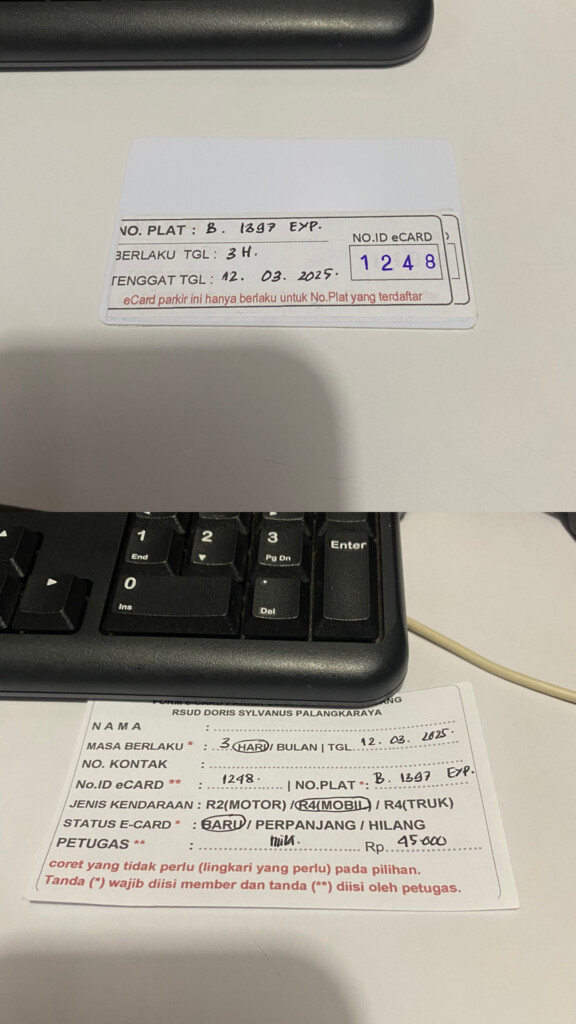 NO. PLAT : B. 1397 EXP.
BERLAKU TGL : 3 H.
TENGGAT TGL : 12. 03. 2025.
NO.ID eCARD
1 2 4 8
eCard parkir ini hanya berlaku untuk No.Plat yang terdaftar
1
End
2
3
Pg Dn
Enter
0
Ins
.
Del
RSUD DORIS SYLVANUS PALANGKARAYA
N A M A :
MASA BERLAKU * : 3 HARI / BULAN | TGL. 12. 03. 2025.
NO. KONTAK :
No.ID eCARD ** : 1248. | NO.PLAT * : B. 1397 EXP.
JENIS KENDARAAN : R2(MOTOR) / R4(MOBIL) / R4(TRUK)
STATUS E-CARD * : BARU / PERPANJANG / HILANG
PETUGAS ** : Rp. 45.000
coret yang tidak perlu (lingkari yang perlu) pada pilihan.
Tanda (*) wajib diisi member dan tanda (**) diisi oleh petugas.